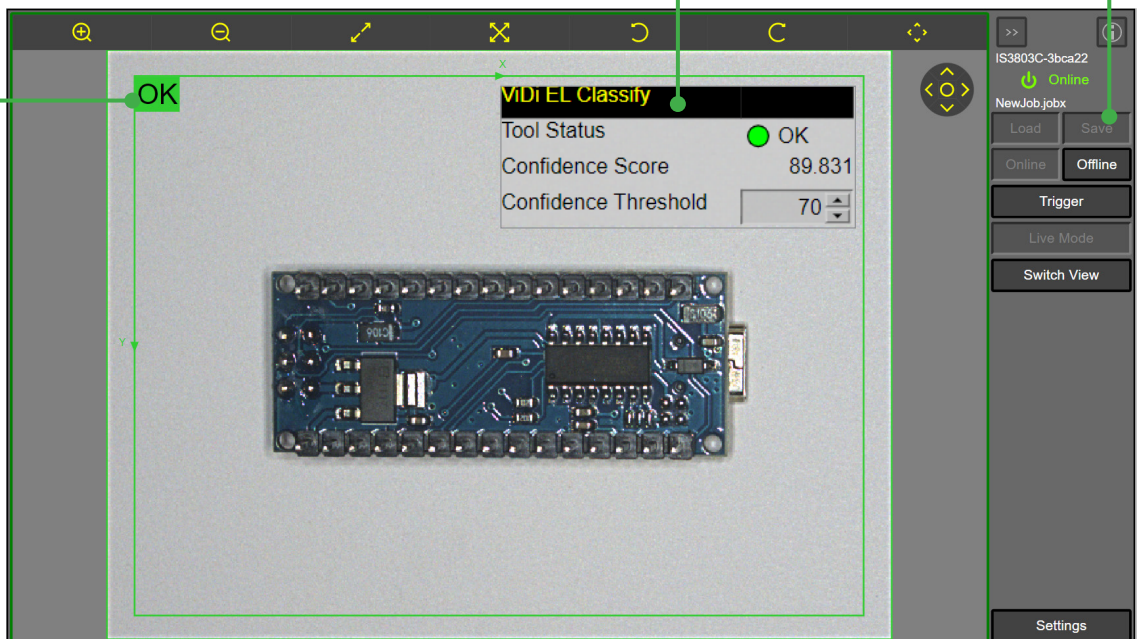 >>
IS3803C-3bca22
Online
NewJob.jobx
Load Save
Online Offline
Trigger
Live Mode
Switch View
Settings
X
Y
OK
ViDi EL Classify
Tool Status OK
Confidence Score 89.831
Confidence Threshold 70